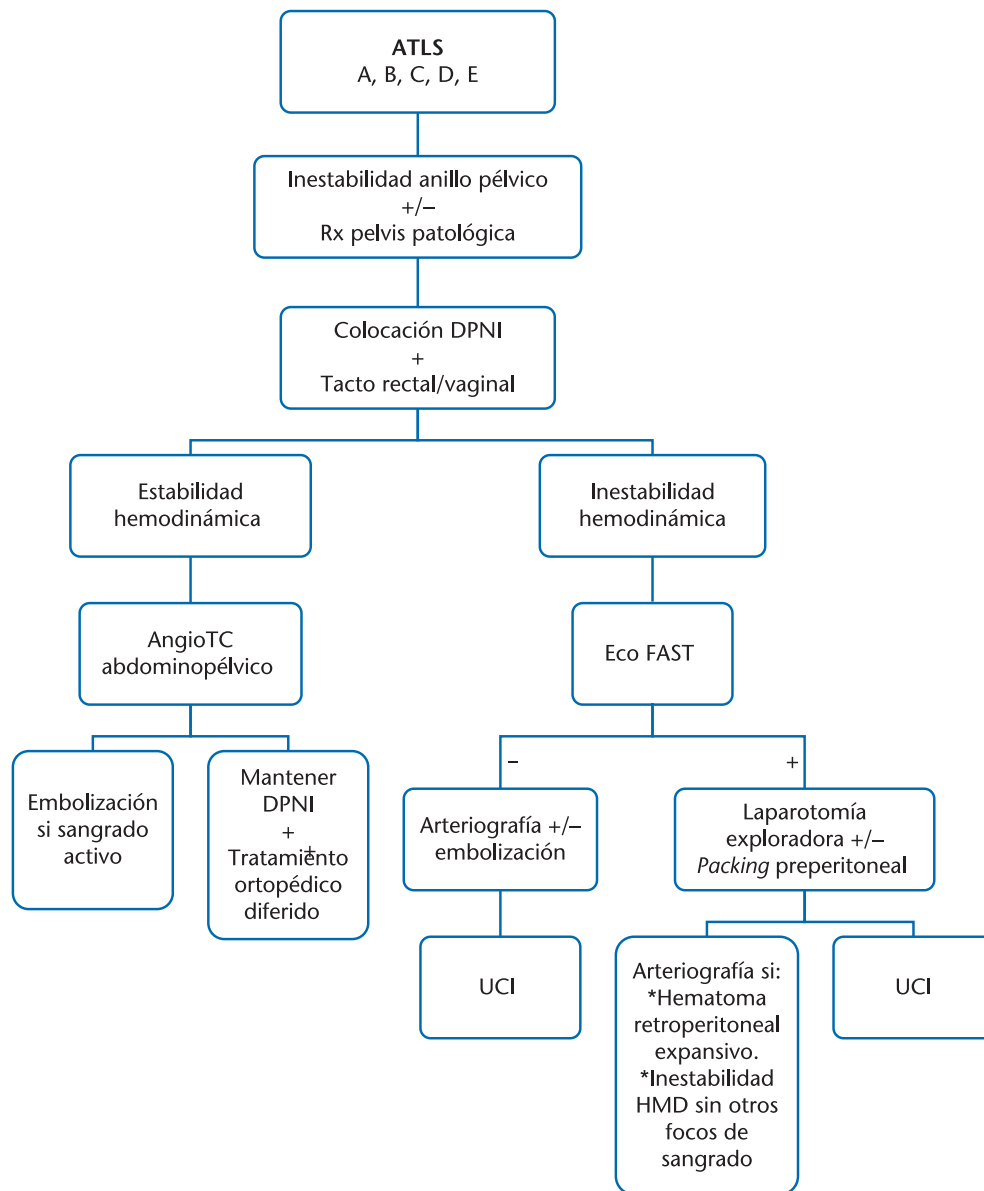 ATLS
A, B, C, D, E
Inestabilidad anillo pélvico
+/–
Rx pelvis patológica
Colocación DPNI
+
Tacto rectal/vaginal
Estabilidad
hemodinámica
Inestabilidad
hemodinámica
AngioTC
abdominopélvico
Eco FAST
Embolización
si sangrado
activo
Mantener
DPNI
+
+
Tratamiento
ortopédico
diferido
–
+
Arteriografía +/–
embolización
Laparotomía
exploradora +/–
Packing preperitoneal
UCI
Arteriografía si:
*Hematoma
retroperitoneal
expansivo.
*Inestabilidad
HMD sin otros
focos de
sangrado
UCI